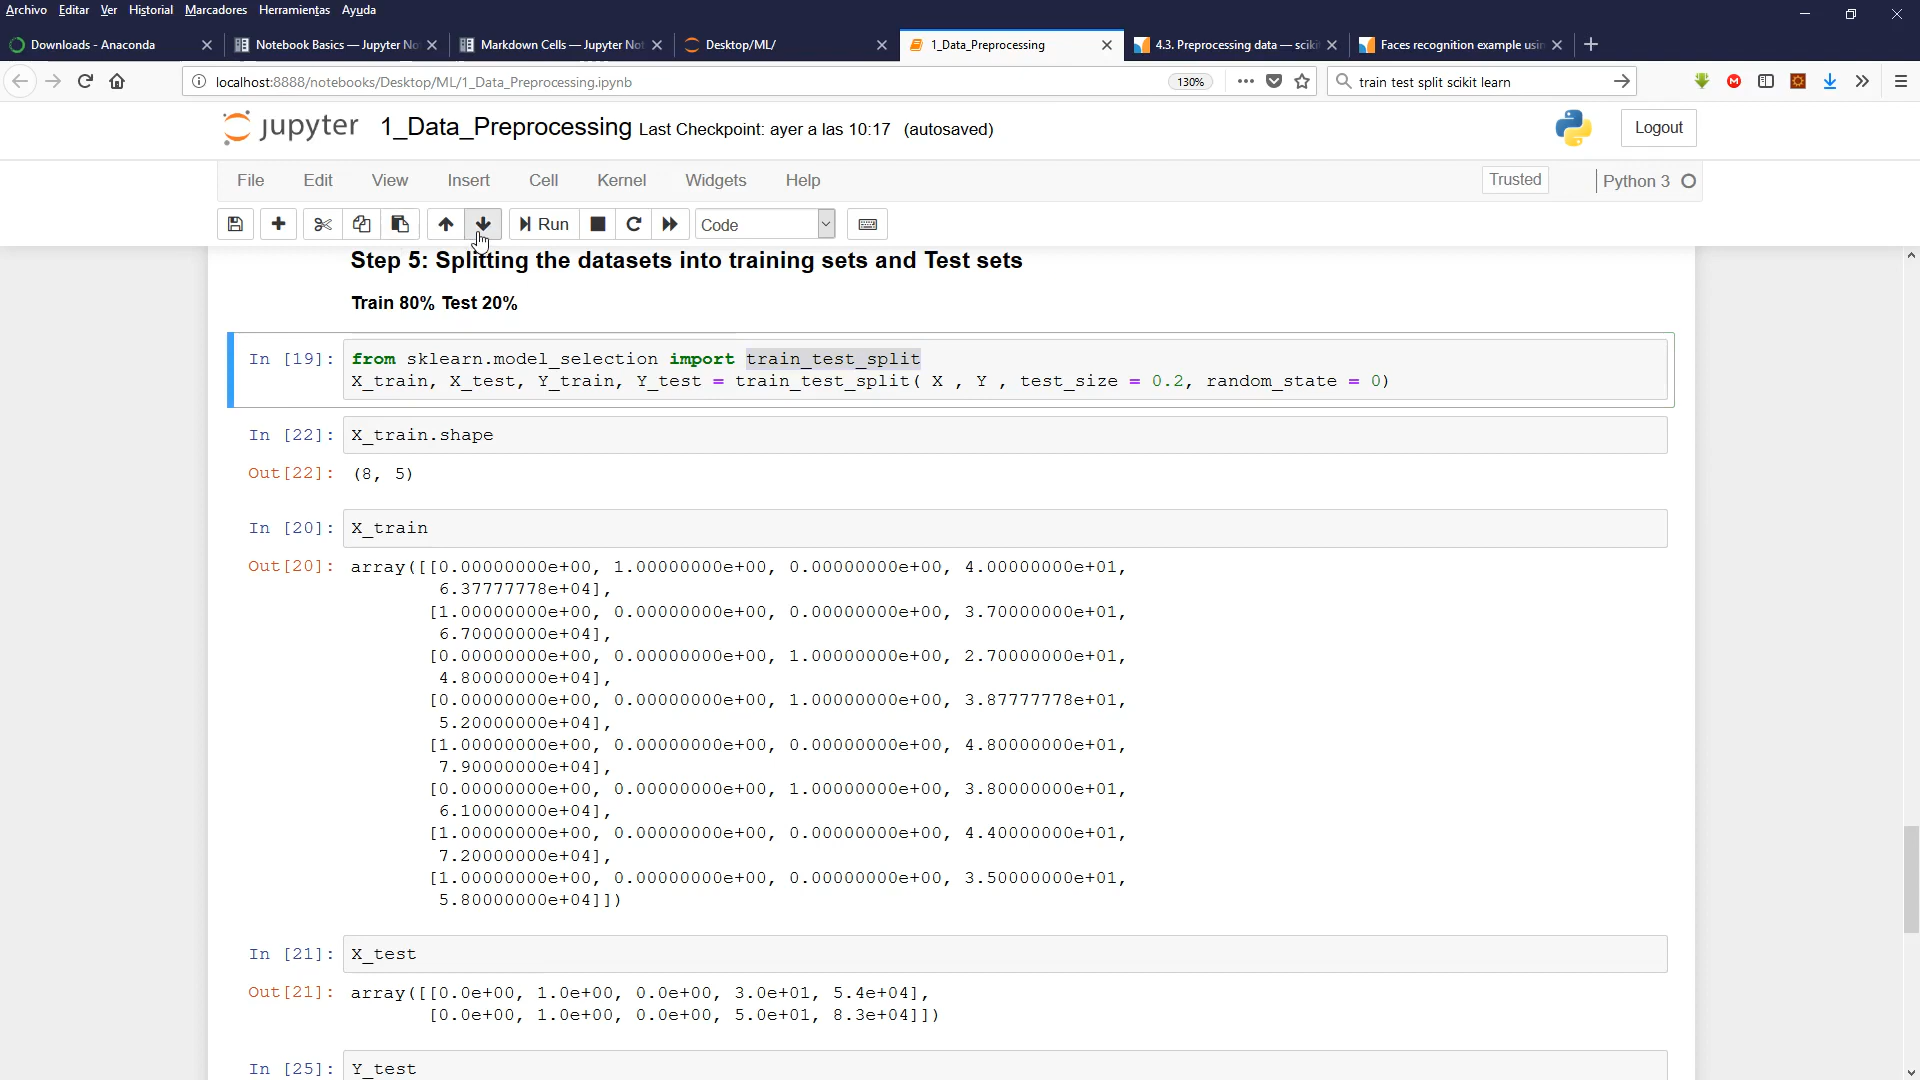 Archivo Editar Ver Historial Marcadores Herramientas Ayuda
Downloads - Anaconda
Notebook Basics — Jupyter No
Markdown Cells — Jupyter Not
Desktop/ML/
1_Data_Preprocessing
4.3. Preprocessing data — sciki
Faces recognition example usin
localhost:8888/notebooks/Desktop/ML/1_Data_Preprocessing.ipynb
130%
train test split scikit learn
jupyter 1_Data_Preprocessing Last Checkpoint: ayer a las 10:17 (autosaved)
Logout
File Edit View Insert Cell Kernel Widgets Help
Trusted
Python 3
Run
Code
Step 5: Splitting the datasets into training sets and Test sets
Train 80% Test 20%
In [19]: from sklearn.model_selection import train_test_split
X_train, X_test, Y_train, Y_test = train_test_split( X , Y , test_size = 0.2, random_state = 0)
In [22]: X_train.shape
Out[22]: (8, 5)
In [20]: X_train
Out[20]: array([[0.00000000e+00, 1.00000000e+00, 0.00000000e+00, 4.00000000e+01,
6.37777778e+04],
[1.00000000e+00, 0.00000000e+00, 0.00000000e+00, 3.70000000e+01,
6.70000000e+04],
[0.00000000e+00, 0.00000000e+00, 1.00000000e+00, 2.70000000e+01,
4.80000000e+04],
[0.00000000e+00, 0.00000000e+00, 1.00000000e+00, 3.87777778e+01,
5.20000000e+04],
[1.00000000e+00, 0.00000000e+00, 0.00000000e+00, 4.80000000e+01,
7.90000000e+04],
[0.00000000e+00, 0.00000000e+00, 1.00000000e+00, 3.80000000e+01,
6.10000000e+04],
[1.00000000e+00, 0.00000000e+00, 0.00000000e+00, 4.40000000e+01,
7.20000000e+04],
[1.00000000e+00, 0.00000000e+00, 0.00000000e+00, 3.50000000e+01,
5.80000000e+04]])
In [21]: X_test
Out[21]: array([[0.0e+00, 1.0e+00, 0.0e+00, 3.0e+01, 5.4e+04],
[0.0e+00, 1.0e+00, 0.0e+00, 5.0e+01, 8.3e+04]])
In [25]: Y_test